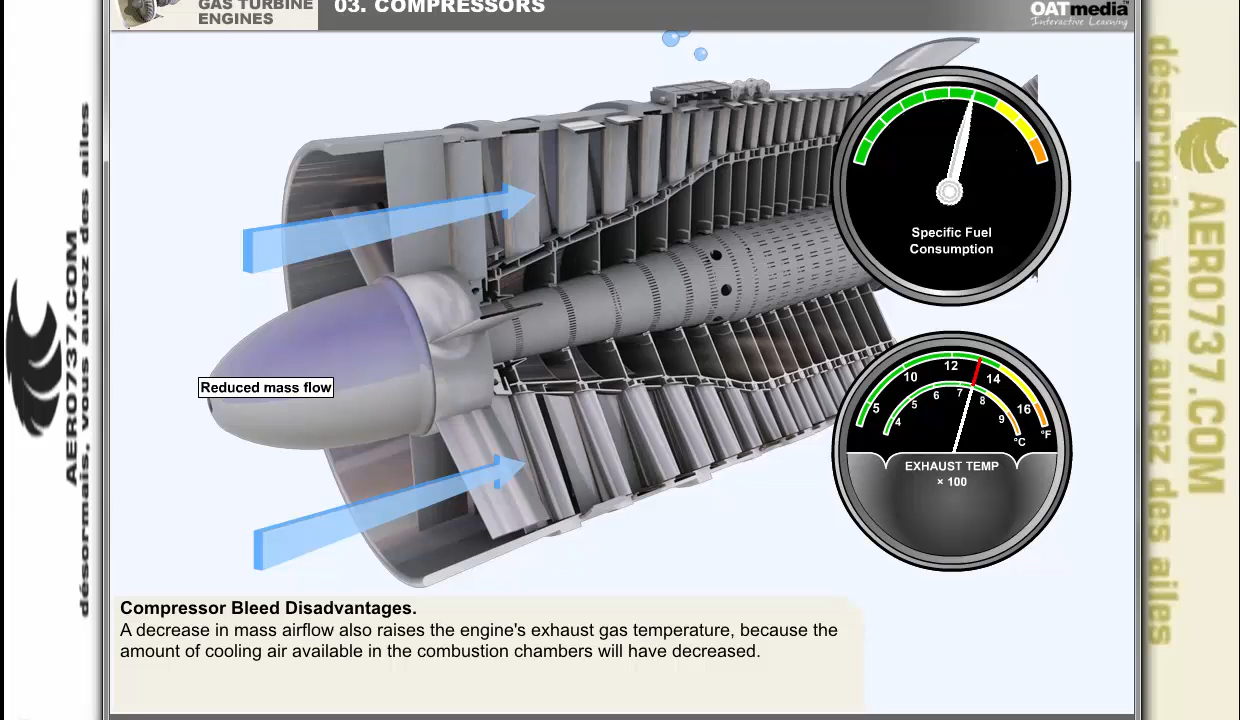 GAS TURBINE
ENGINES
03. COMPRESSORS
OATmedia
Interactive Learning
TM
Specific Fuel
Consumption
Reduced mass flow
5
10
12
14
16
4
5
6
7
8
9
°C
°F
EXHAUST TEMP
× 100
Compressor Bleed Disadvantages.
A decrease in mass airflow also raises the engine's exhaust gas temperature, because the
amount of cooling air available in the combustion chambers will have decreased.
AERO737.COM
désormais, vous aurez des ailes
AERO737.COM
désormais, vous aurez des ailes